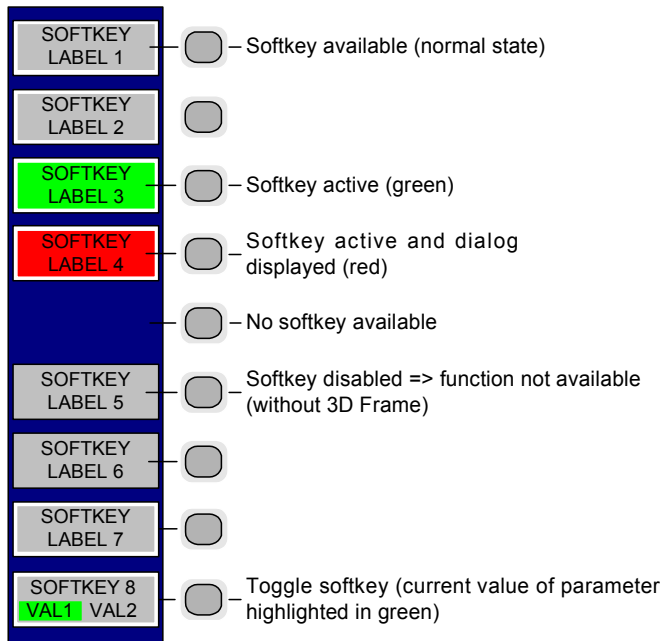 SOFTKEY
LABEL 1
Softkey available (normal state)
SOFTKEY
LABEL 2
SOFTKEY
LABEL 3
Softkey active (green)
SOFTKEY
LABEL 4
Softkey active and dialog
displayed (red)
No softkey available
SOFTKEY
LABEL 5
Softkey disabled => function not available
(without 3D Frame)
SOFTKEY
LABEL 6
SOFTKEY
LABEL 7
SOFTKEY 8
VAL1 VAL2
Toggle softkey (current value of parameter
highlighted in green)